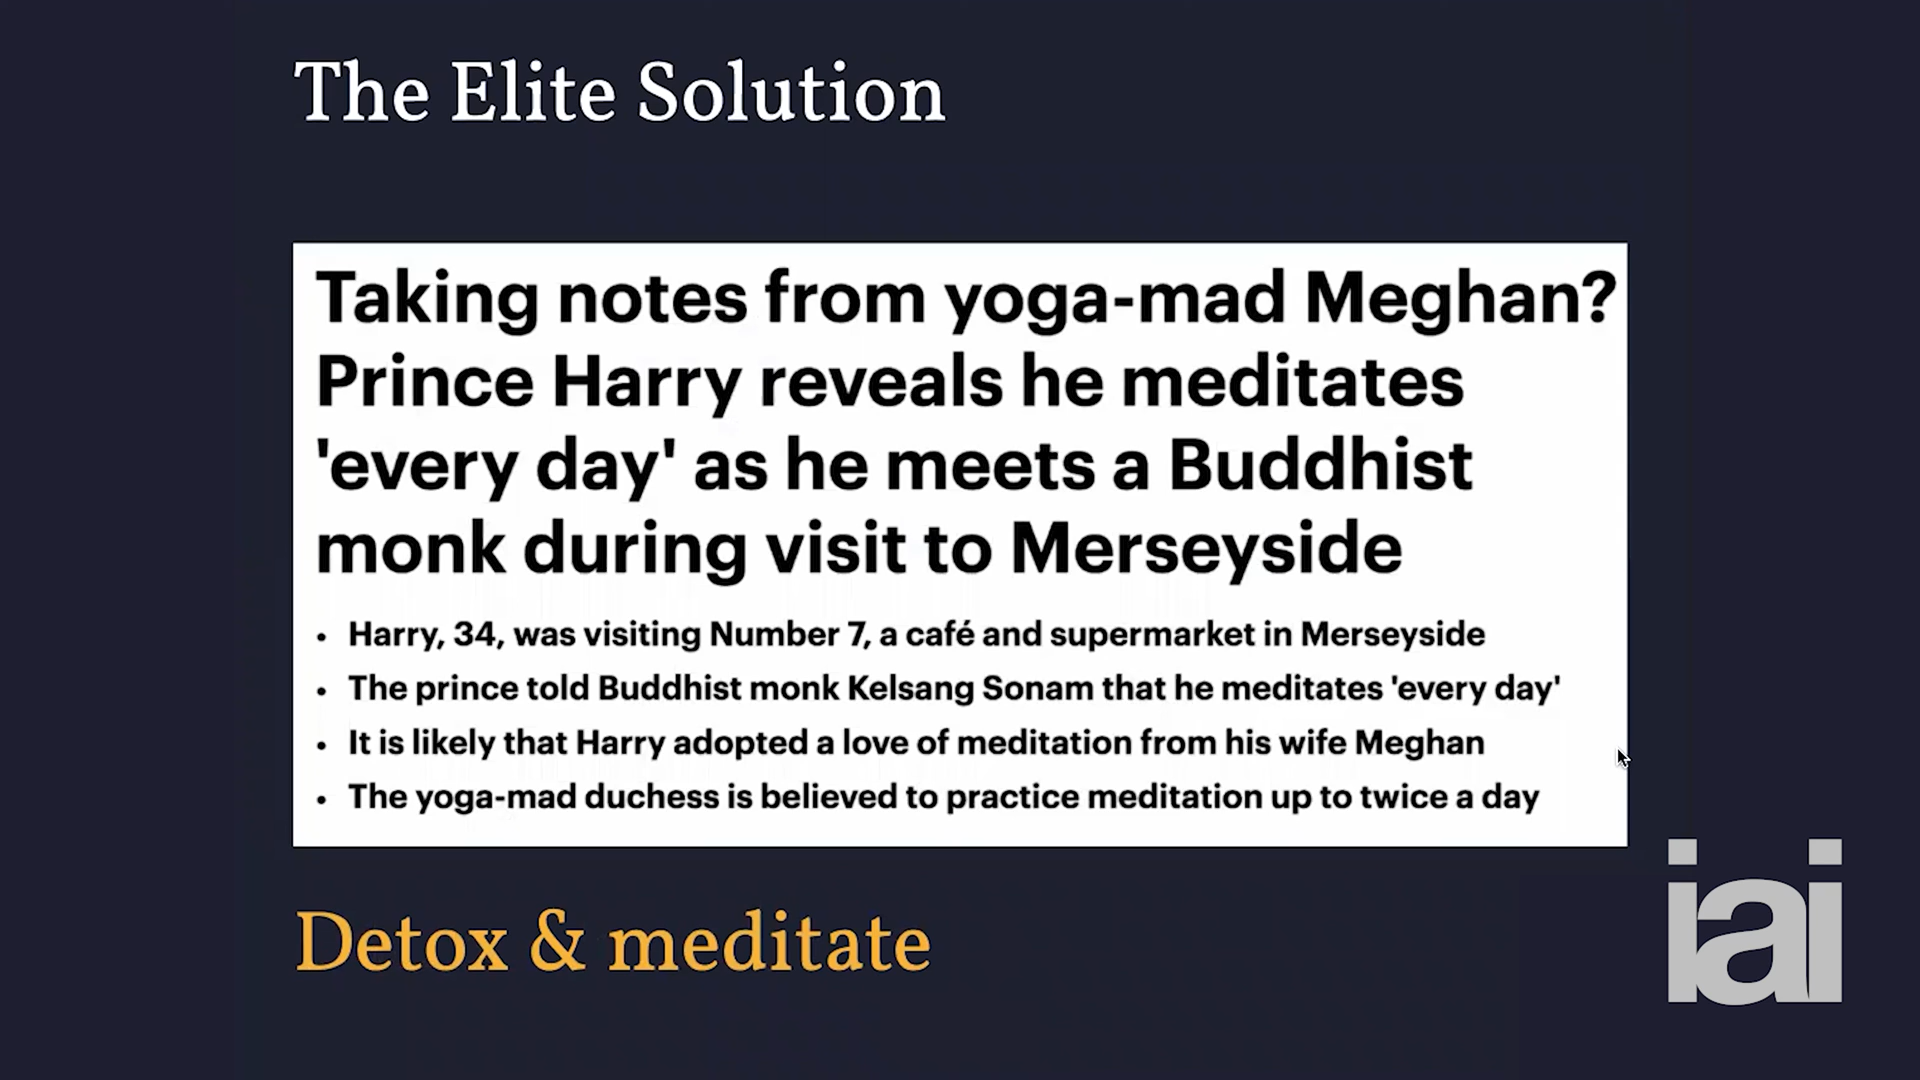 The Elite Solution
Taking notes from yoga-mad Meghan?
Prince Harry reveals he meditates
'every day' as he meets a Buddhist
monk during visit to Merseyside
• Harry, 34, was visiting Number 7, a café and supermarket in Merseyside
• The prince told Buddhist monk Kelsang Sonam that he meditates 'every day'
• It is likely that Harry adopted a love of meditation from his wife Meghan
• The yoga-mad duchess is believed to practice meditation up to twice a day
Detox & meditate
iai